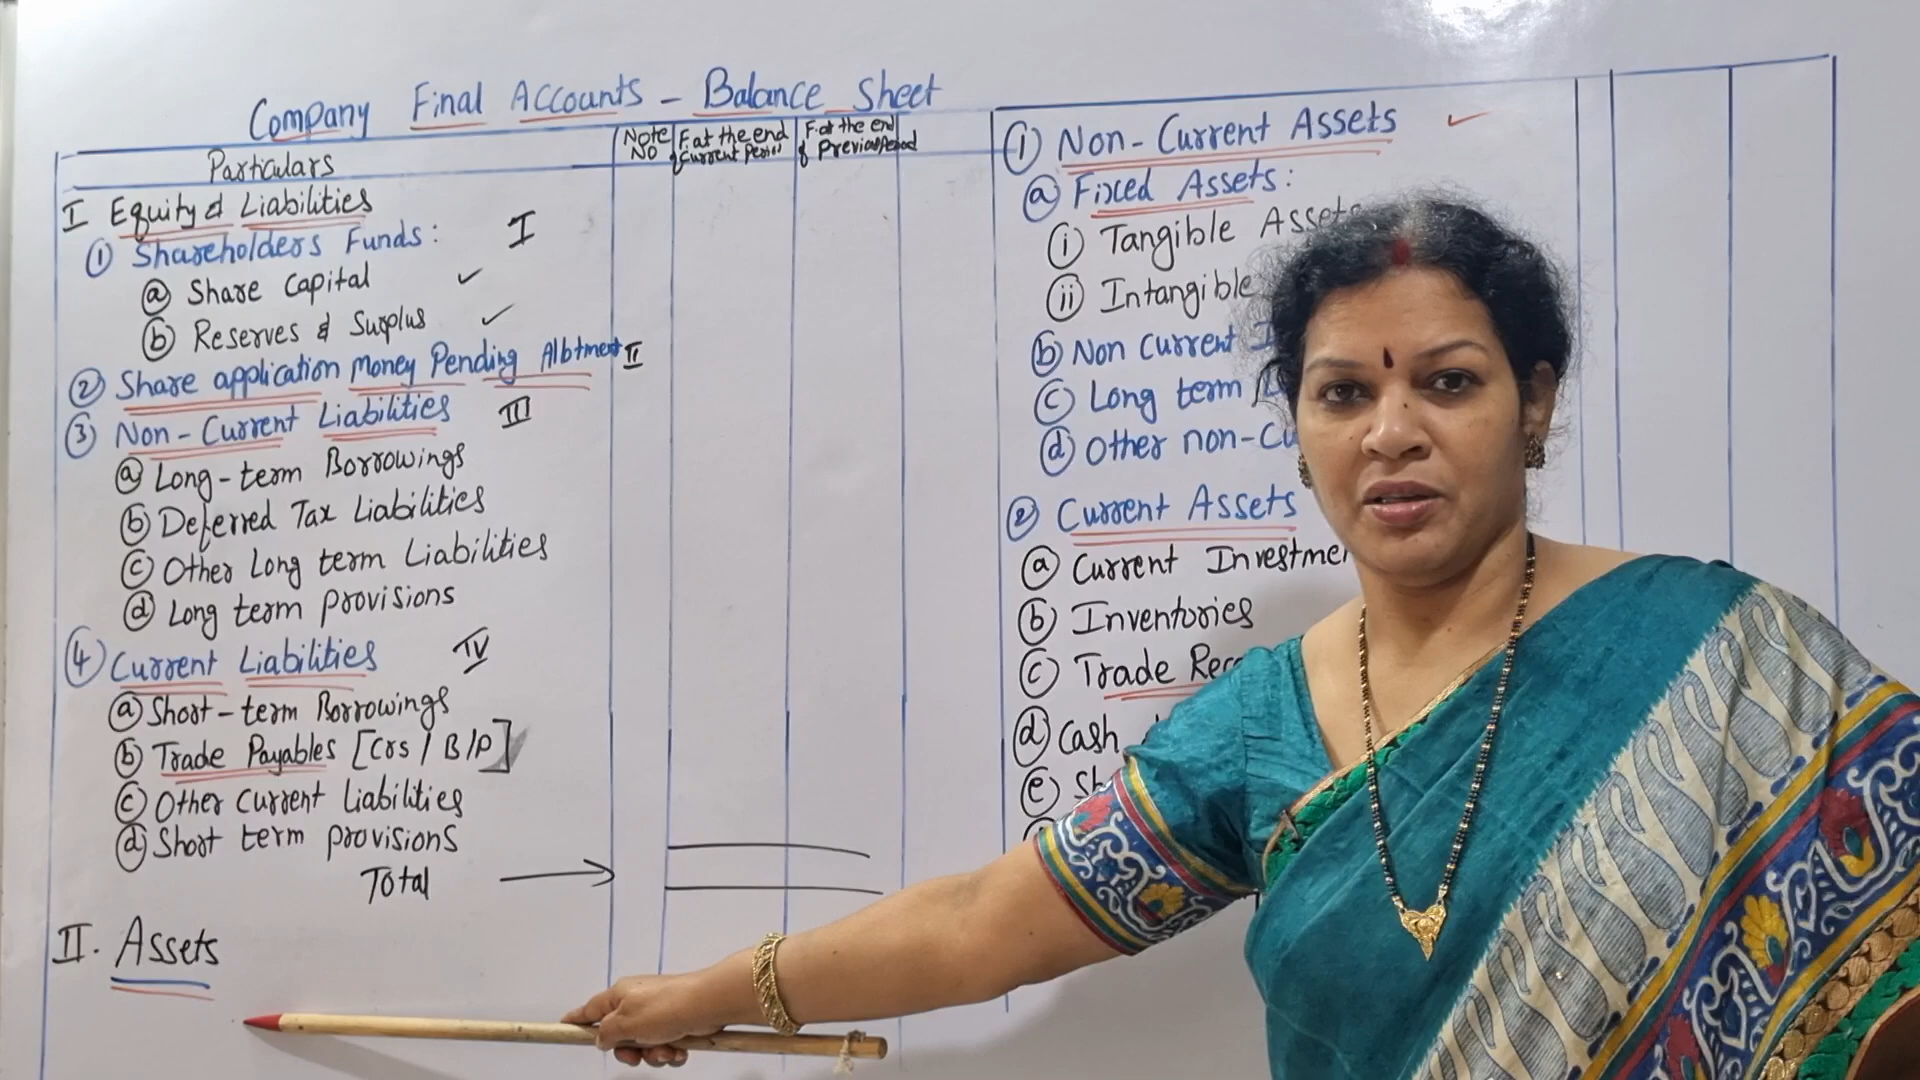 Company Final Accounts - Balance Sheet
Particulars
Note No
F. at the end of Current Period
F. at the end of Previous Period
I Equity & Liabilities
① Shareholders Funds: I
ⓐ Share Capital ✓
ⓑ Reserves & Surplus ✓
② Share application money Pending Allotment II
③ Non-Current Liabilities III
ⓐ Long-term Borrowings
ⓑ Deferred Tax Liabilities
ⓒ Other Long term Liabilities
ⓓ Long term provisions
④ Current Liabilities IV
ⓐ Short-term Borrowings
ⓑ Trade Payables [Crs / B/P]
ⓒ Other current Liabilities
ⓓ Short term provisions
Total
II. Assets
① Non-Current Assets ✓
ⓐ Fixed Assets:
ⓘ Tangible Assets
ⓘⓘ Intangible
ⓑ Non Current
ⓒ Long term
ⓓ Other non-Cu
② Current Assets
ⓐ Current Investme
ⓑ Inventories
ⓒ Trade Rec
ⓓ Cash
ⓔ Sh